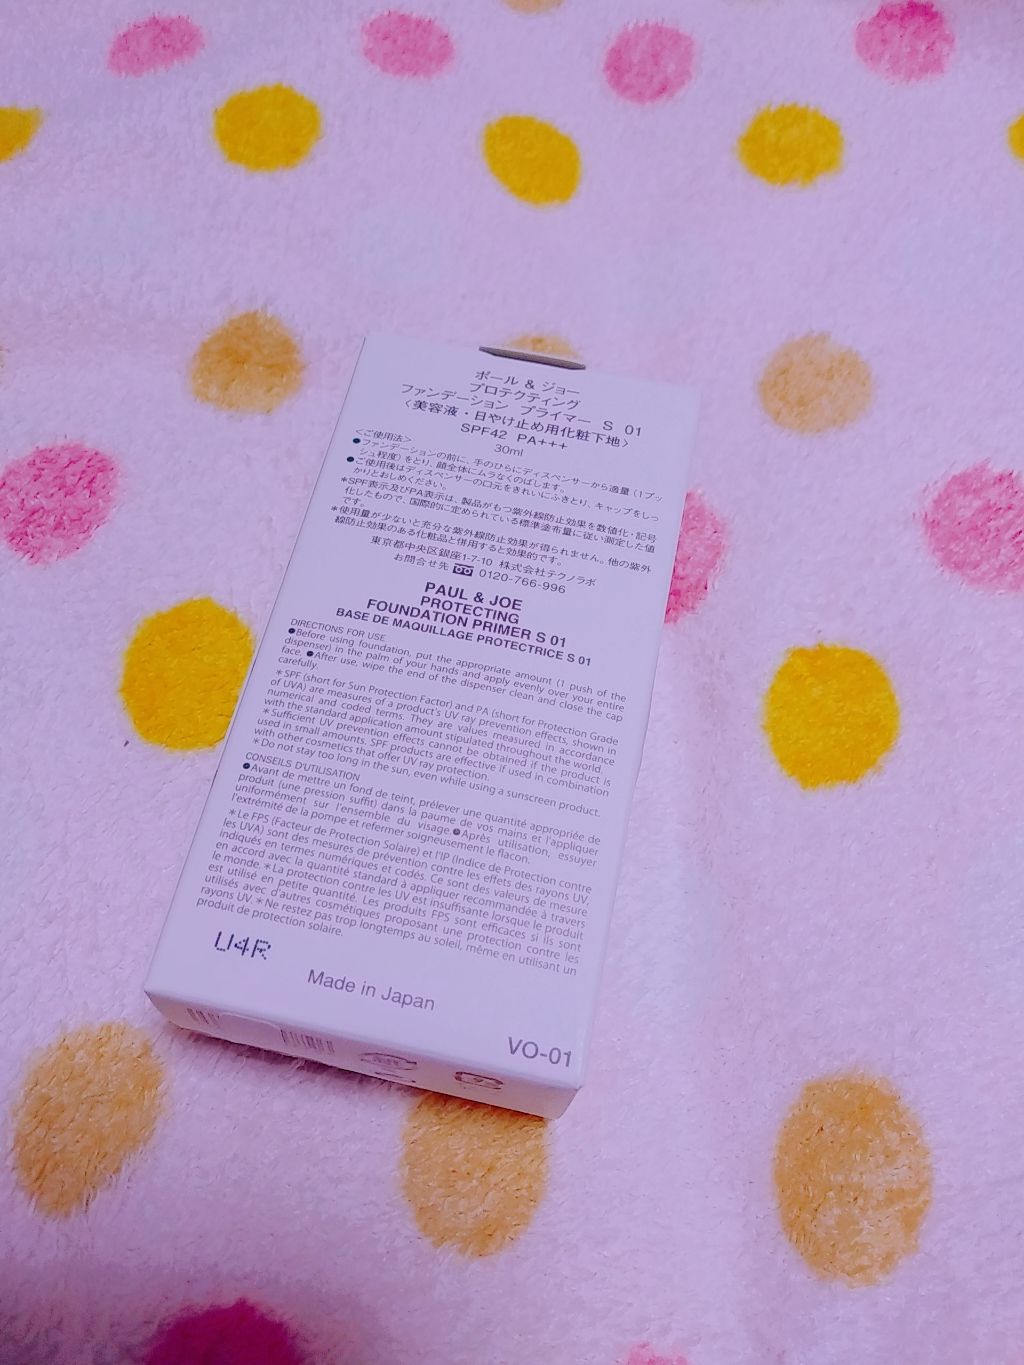 ポール & ジョー
プロテクティング
ファンデーション プライマー S 01
〈美容液・日やけ止め用化粧下地〉
SPF42 PA+++
30ml
<ご使用法>
●ファンデーションの前に、手のひらにディスペンサーから適量（1プッ
シュ程度）をとり、顔全体にムラなくのばします。
●ご使用後はディスペンサーの口元をきれいにふきとり、キャップをしっ
かりとおしめください。
*SPF表示及びPA表示は、製品がもつ紫外線防止効果を数値化・記号
化したもので、国際的に定められている標準塗布量に従い測定した値
です。
*使用量が少ないと充分な紫外線防止効果が得られません。他の紫外
線防止効果のある化粧品と併用すると効果的です。
東京都中央区銀座1-7-10 株式会社テクノラボ
お問合せ先 0120-766-996
PAUL & JOE
PROTECTING
FOUNDATION PRIMER S 01
BASE DE MAQUILLAGE PROTECTRICE S 01
DIRECTIONS FOR USE
●Before using foundation, put the appropriate amount (1 push of the
dispenser) in the palm of your hands and apply evenly over your entire
face. ●After use, wipe the end of the dispenser clean and close the cap
carefully.
*SPF (short for Sun Protection Factor) and PA (short for Protection Grade
of UVA) are measures of a product's UV ray prevention effects, shown in
numerical and coded terms. They are values measured in accordance
with the standard application amount stipulated throughout the world.
*Sufficient UV prevention effects cannot be obtained if the product is
used in small amounts. SPF products are effective if used in combination
with other cosmetics that offer UV ray protection.
*Do not stay too long in the sun, even while using a sunscreen product.
CONSEILS D'UTILISATION
●Avant de mettre un fond de teint, prélever une quantité appropriée de
produit (une pression suffit) dans la paume de vos mains et l'appliquer
uniformément sur l'ensemble du visage. ●Après utilisation, essuyer
l'extrémité de la pompe et refermer soigneusement le flacon.
*Le FPS (Facteur de Protection Solaire) et l'IP (Indice de Protection contre
les UVA) sont des mesures de prévention contre les effets des rayons UV,
indiqués en termes numériques et codés. Ce sont des valeurs de mesure
en accord avec la quantité standard à appliquer recommandée à travers
le monde. *La protection contre les UV est insuffisante lorsque le produit
est utilisé en petite quantité. Les produits FPS sont efficaces si ils sont
utilisés avec d'autres cosmétiques proposant une protection contre les
rayons UV. *Ne restez pas trop longtemps au soleil, même en utilisant un
produit de protection solaire.
U4R
Made in Japan
VO-01